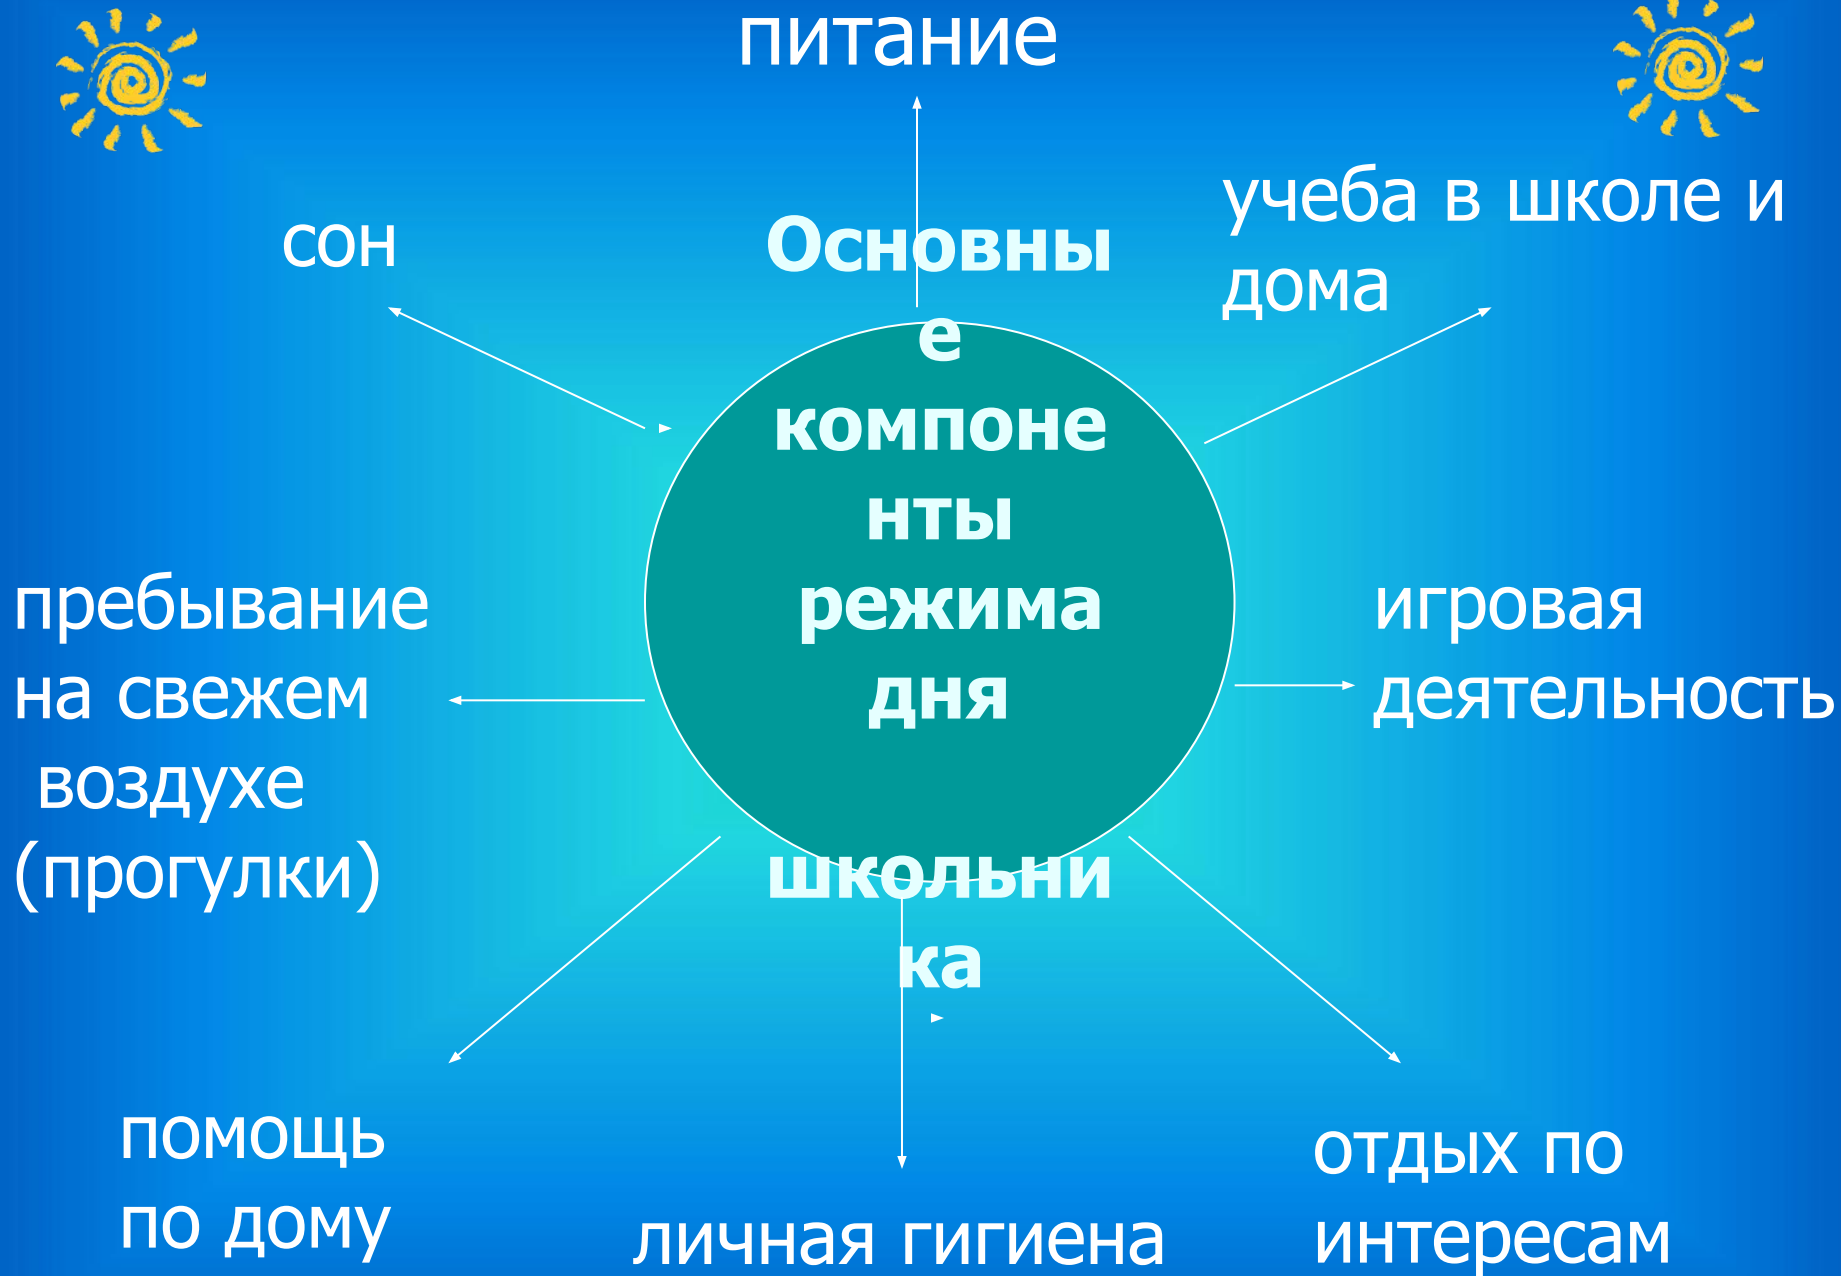 питание
сон
учеба в школе и
дома
Основны
е
компоне
нты
режима
дня
школьни
ка
пребывание
на свежем
воздухе
(прогулки)
игровая
деятельность
помощь
по дому
личная гигиена
отдых по
интересам